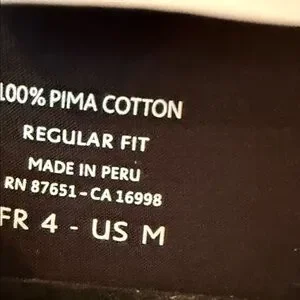 100% PIMA COTTON
REGULAR FIT
MADE IN PERU
RN 87651-CA 16998
FR 4 - US M